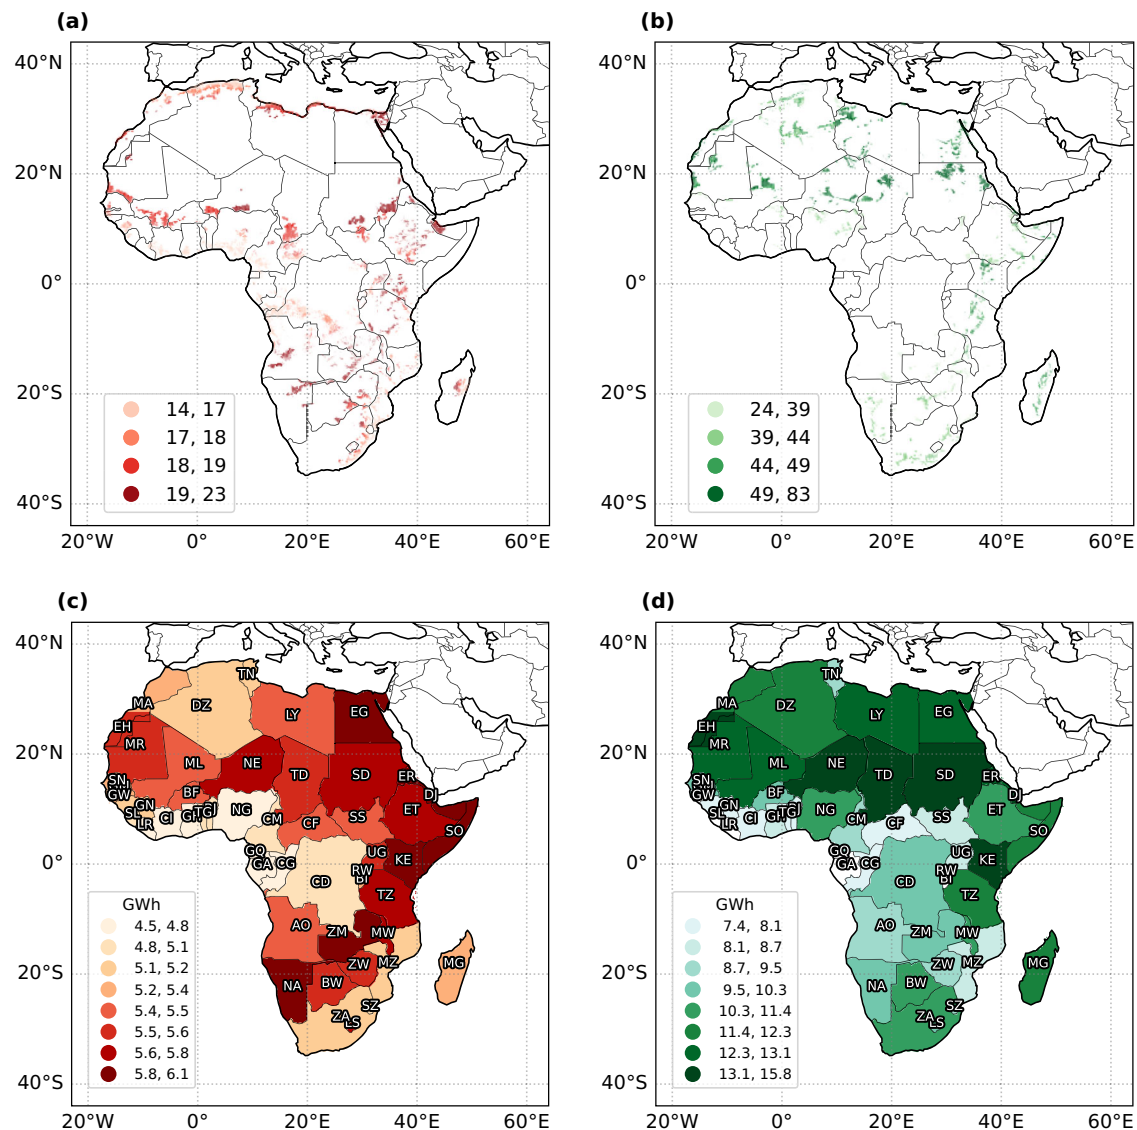 (a)
40°N
20°N
0°
20°S
40°S
20°W 0° 20°E 40°E 60°E
14, 17
17, 18
18, 19
19, 23
(b)
40°N
20°N
0°
20°S
40°S
20°W 0° 20°E 40°E 60°E
24, 39
39, 44
44, 49
49, 83
(c)
40°N
20°N
0°
20°S
40°S
20°W 0° 20°E 40°E 60°E
TN
MA DZ
LY EG
EH
MR
ML NE TD SD ER
SN
GW BF DJ
GN NG ET
SL CI GH TG CM CF SS
LR SO
GQ UG KE
GA CG RW
CD BI TZ
AO ZM MW
ZW MZ MG
NA BW
SZ
ZA LS
GWh
4.5, 4.8
4.8, 5.1
5.1, 5.2
5.2, 5.4
5.4, 5.5
5.5, 5.6
5.6, 5.8
5.8, 6.1
(d)
40°N
20°N
0°
20°S
40°S
20°W 0° 20°E 40°E 60°E
TN
MA DZ
LY EG
EH
MR
ML NE TD SD ER
SN
GW BF DJ
GN NG ET
SL CI GH TG CM CF SS
LR SO
GQ UG KE
GA CG RW
CD BI TZ
AO ZM MW
ZW MZ MG
NA BW
SZ
ZA LS
GWh
7.4, 8.1
8.1, 8.7
8.7, 9.5
9.5, 10.3
10.3, 11.4
11.4, 12.3
12.3, 13.1
13.1, 15.8